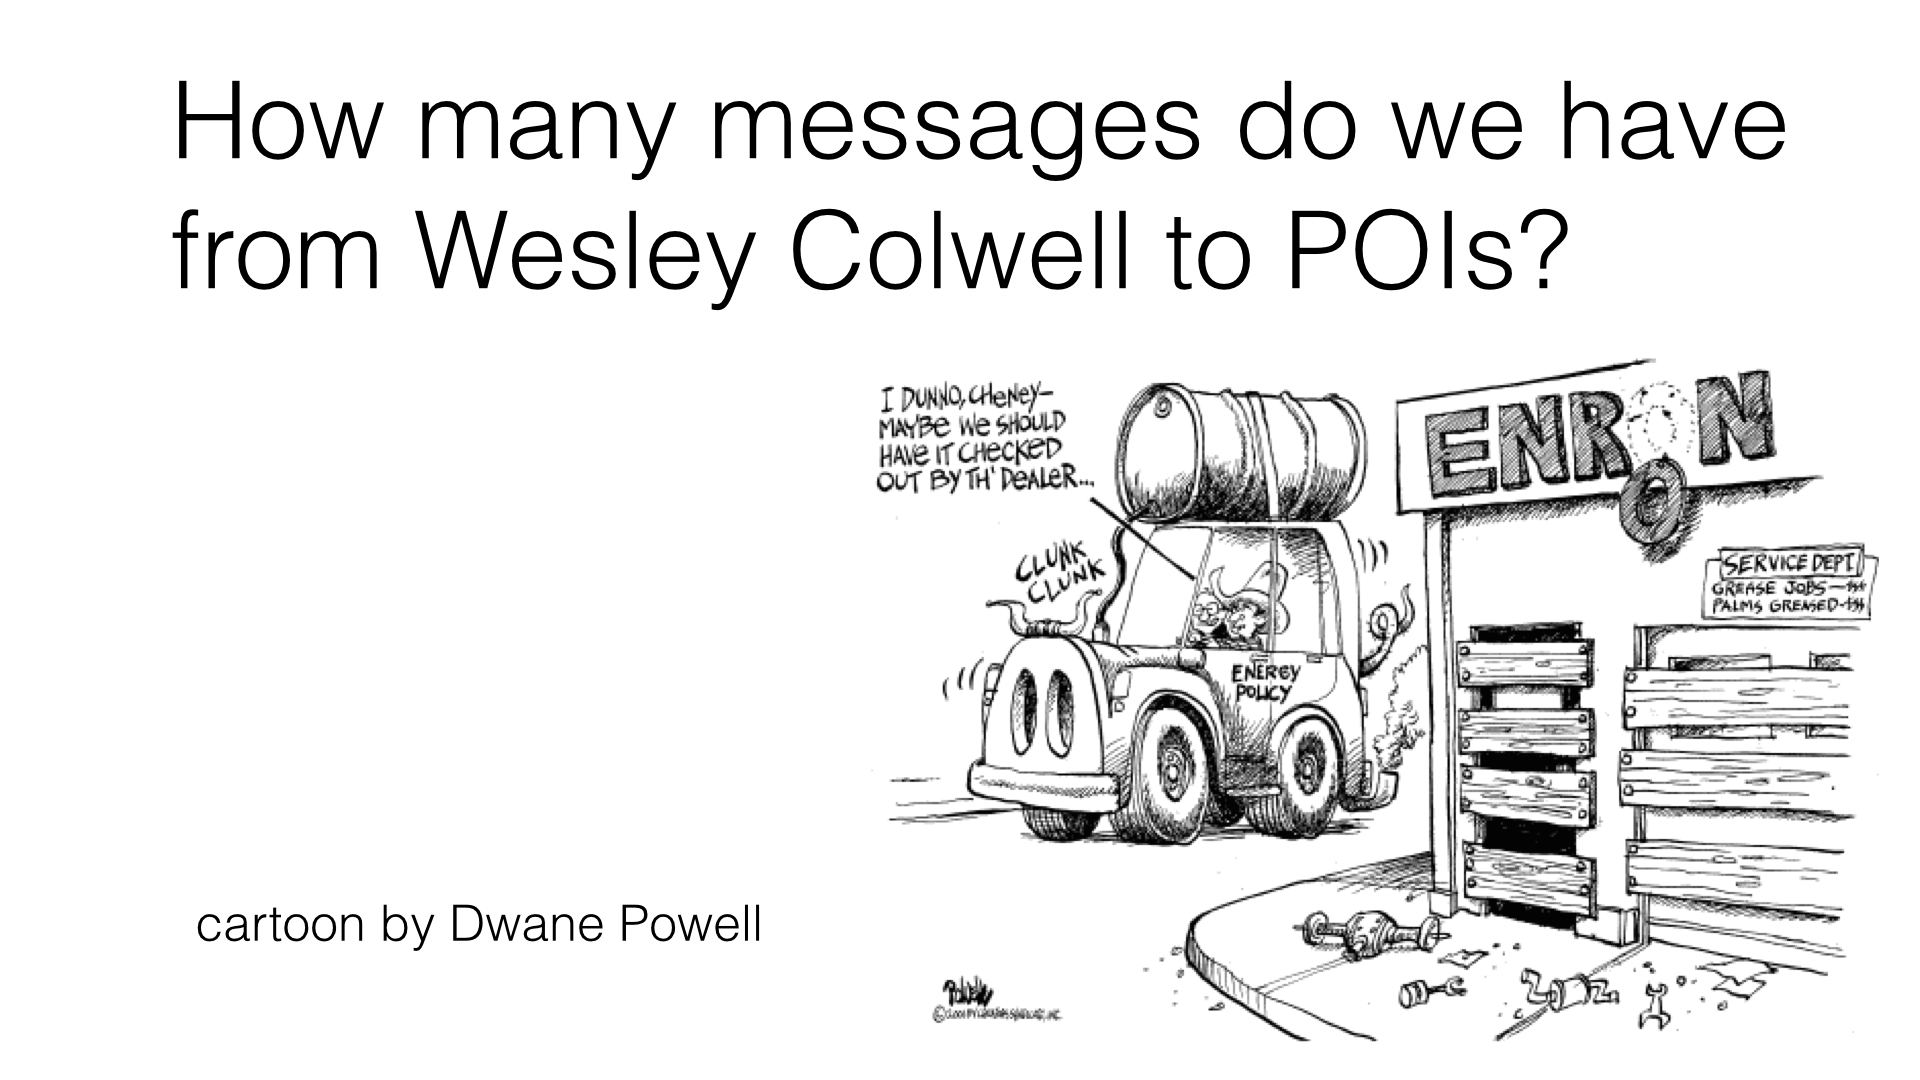 How many messages do we have
from Wesley Colwell to POIs?
I DUNNO, CHENEY–
MAYBE WE SHOULD
HAVE IT CHECKED
OUT BY TH' DEALER...
CLUNK
CLUNK
ENERGY
POLICY
ENRON
SERVICE DEPT.
GREASE JOBS—$$$
PALMS GREASED-$$$
cartoon by Dwane Powell
Powell